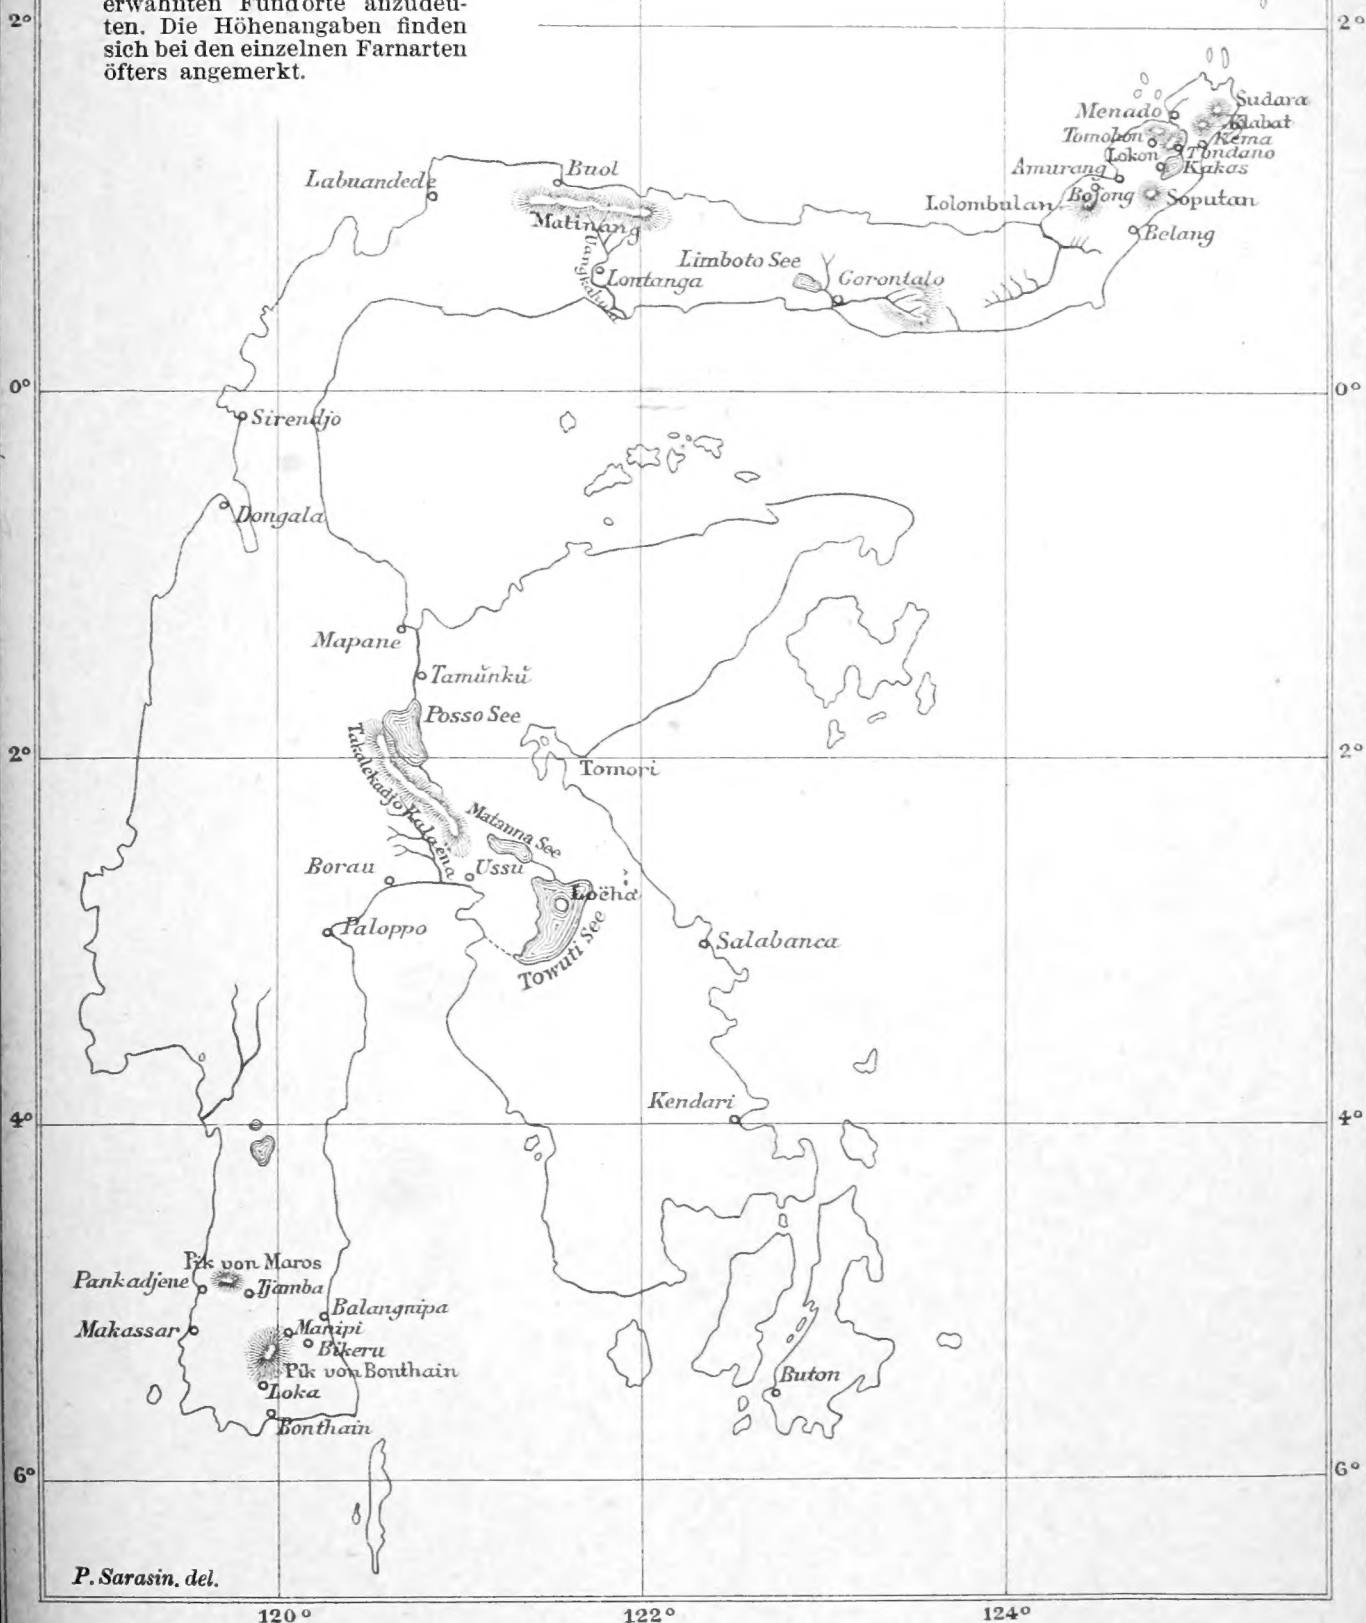 erwähnten Fundorte anzudeu-
ten. Die Höhenangaben finden
sich bei den einzelnen Farnarten
öfters angemerkt.
2°
2°
Sudara
Menado
Klabat
Tomohon
Kema
Lokon
Tondano
Amurang
Kakas
Buol
Labuandede
Lolombulan
Bojong
Soputan
Matinang
Belang
Limboto See
Lontanga
Gorontalo
0°
0°
Sirendjo
Dongala
Mapane
Tamŭnkŭ
Posso See
2°
2°
Takalekadjo
Tomori
Kalaëna
Matanna See
Borau
Ussu
Loëha
Paloppo
Towuti See
Salabanca
Kendari
4°
4°
Pik von Maros
Pankadjene
Tjamba
Balangnipa
Makassar
Manipi
Bikeru
Pik von Bonthain
Loka
Buton
Bonthain
6°
6°
P. Sarasin. del.
120°
122°
124°